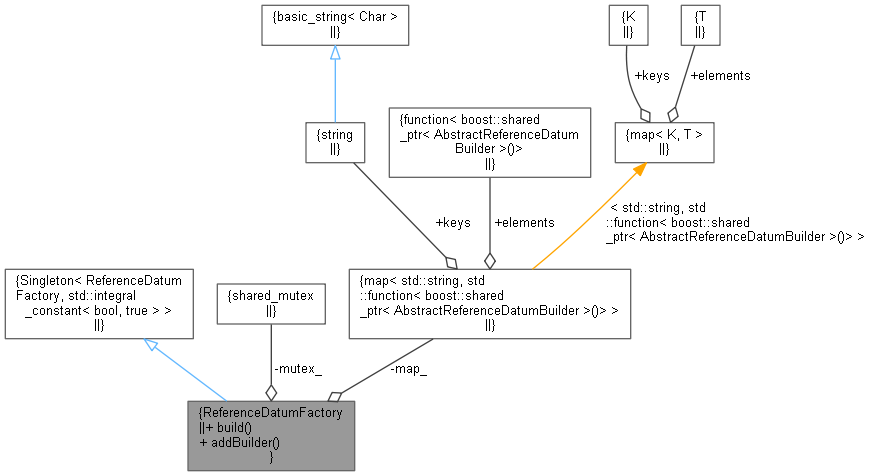 {basic_string< Char >
||}
{K
||}
{T
||}
+keys
+elements
{string
||}
{function< boost::shared
_ptr< AbstractReferenceDatum
Builder >()>
||}
{map< K, T >
||}
+keys
+elements
< std::string, std
::function< boost::shared
_ptr< AbstractReferenceDatumBuilder >()> >
{Singleton< ReferenceDatum
Factory, std::integral
_constant< bool, true > >
||}
{shared_mutex
||}
{map< std::string, std
::function< boost::shared
_ptr< AbstractReferenceDatumBuilder >()> >
||}
-mutex_
-map_
{ReferenceDatumFactory
||+ build()
+ addBuilder()
}